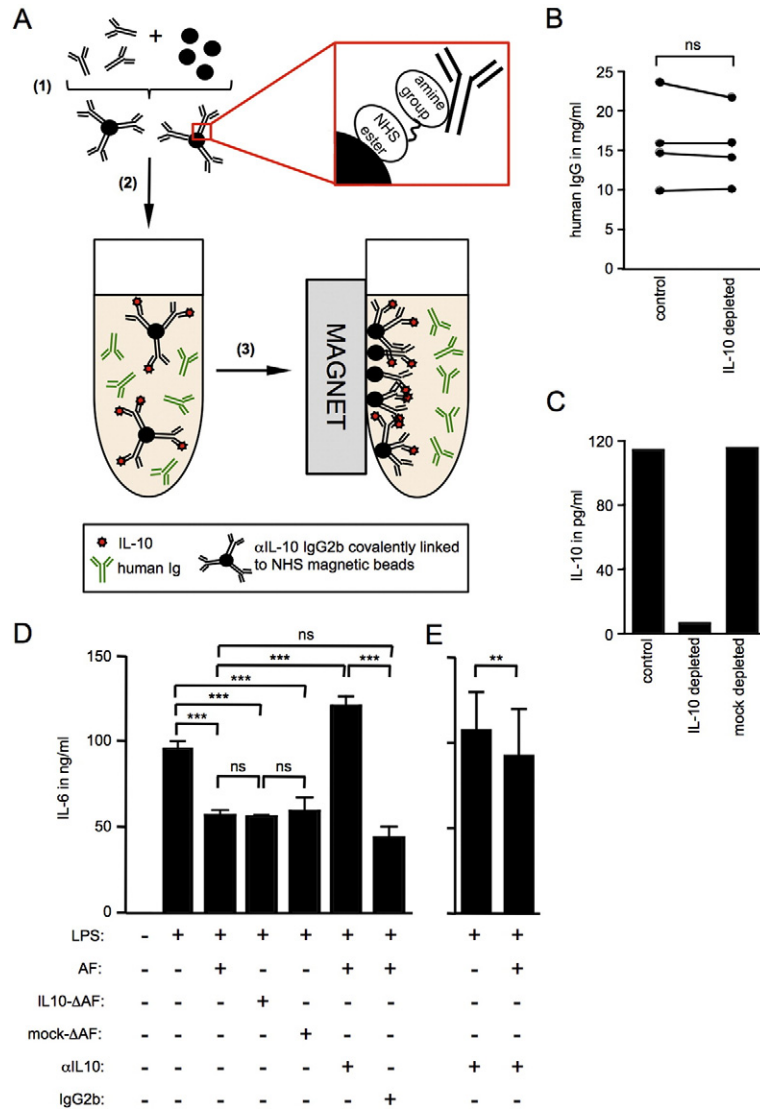 A
+
(1)
NHS
ester
amine
group
(2)
(3)
MAGNET
IL-10
human Ig
αIL-10 IgG2b covalently linked
to NHS magnetic beads
B
ns
25
20
15
10
5
0
human IgG in mg/ml
control
IL-10 depleted
C
120
80
40
0
IL-10 in pg/ml
control
IL-10 depleted
mock depleted
D
ns
*** ***
***
***
***
ns ns
150
100
50
0
IL-6 in ng/ml
E
**
LPS: - + + + + + + + +
AF: - - + - - + + - +
IL10-ΔAF: - - - + - - - - -
mock-ΔAF: - - - - + - - - -
αIL10: - - - - - + - + +
IgG2b: - - - - - - + - -